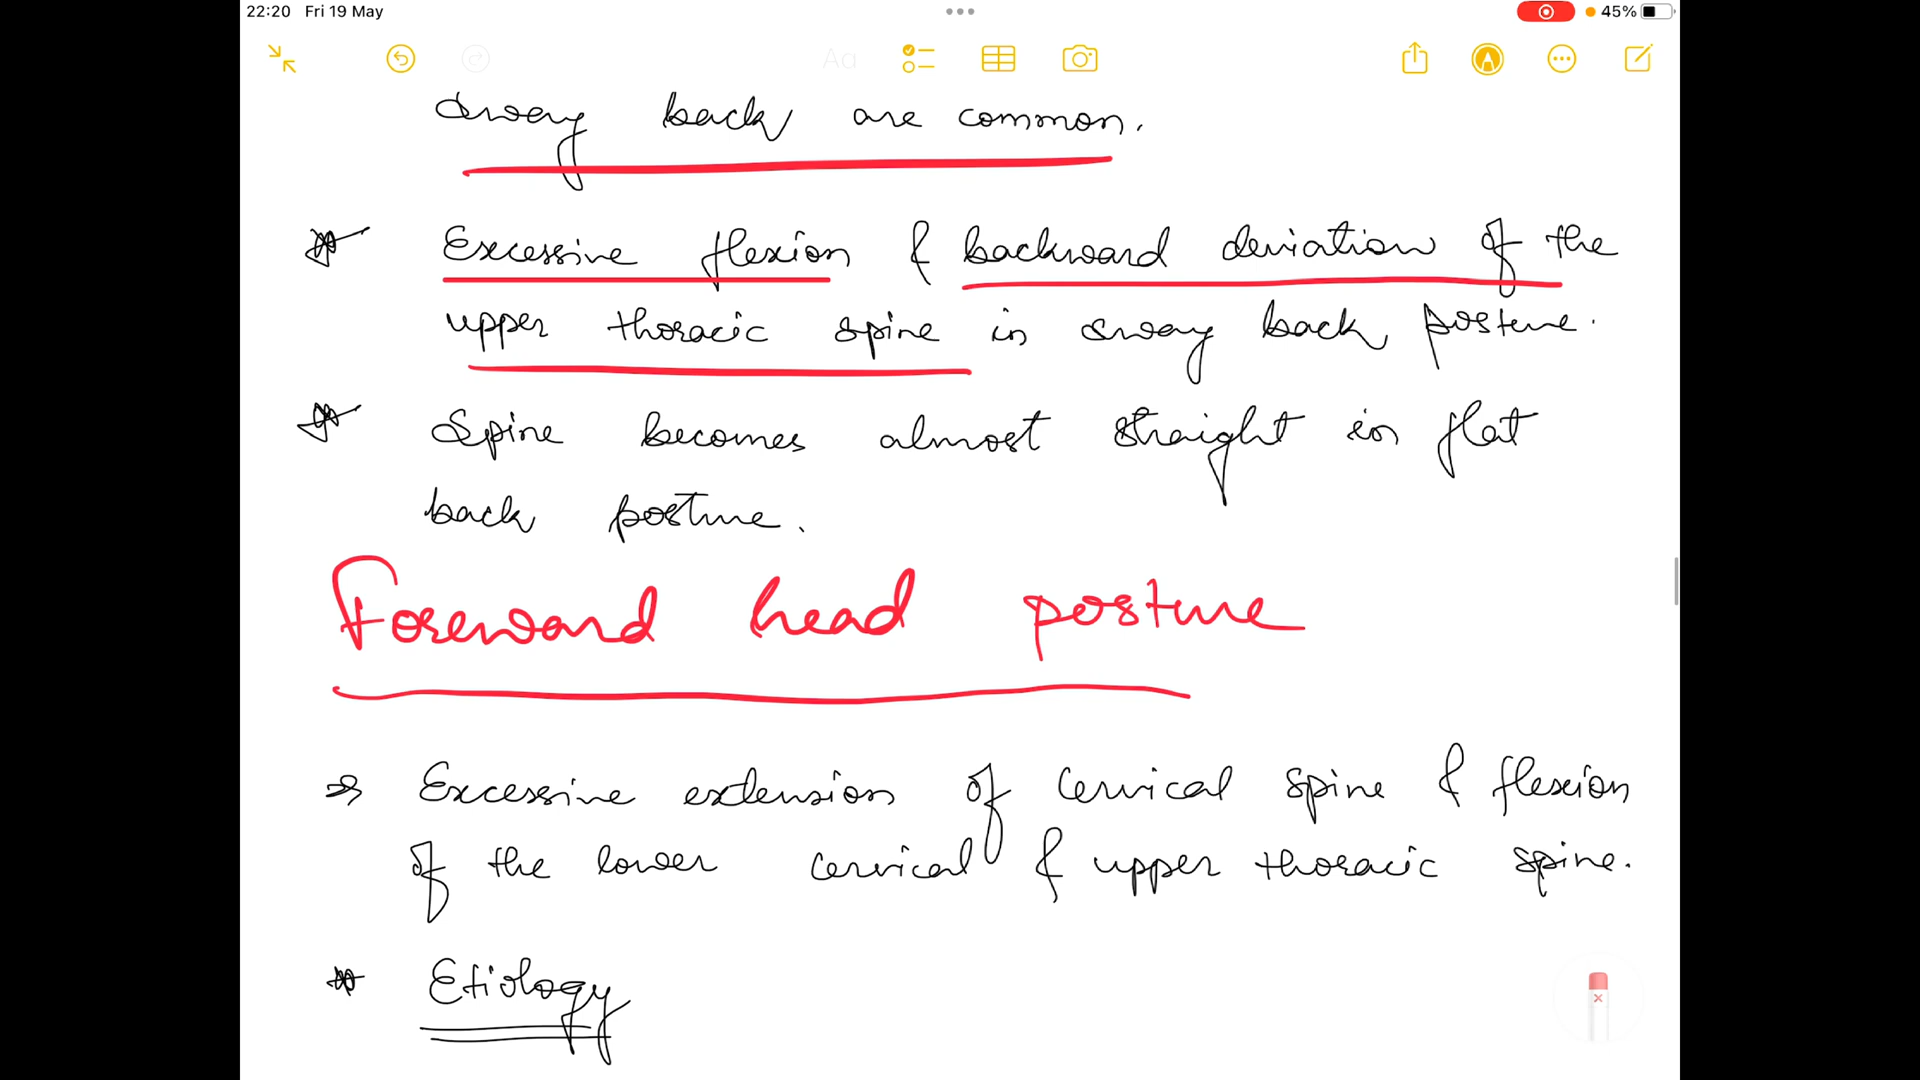 22:20 Fri 19 May 45%
Aa
sway back are common.
Excessive flexion & backward deviation of the
upper thoracic spine in sway back posture.
Spine becomes almost straight in flat
back posture.
Foreward head posture
⇒ Excessive extension of cervical spine & flexion
of the lower cervical & upper thoracic spine.
Etiology